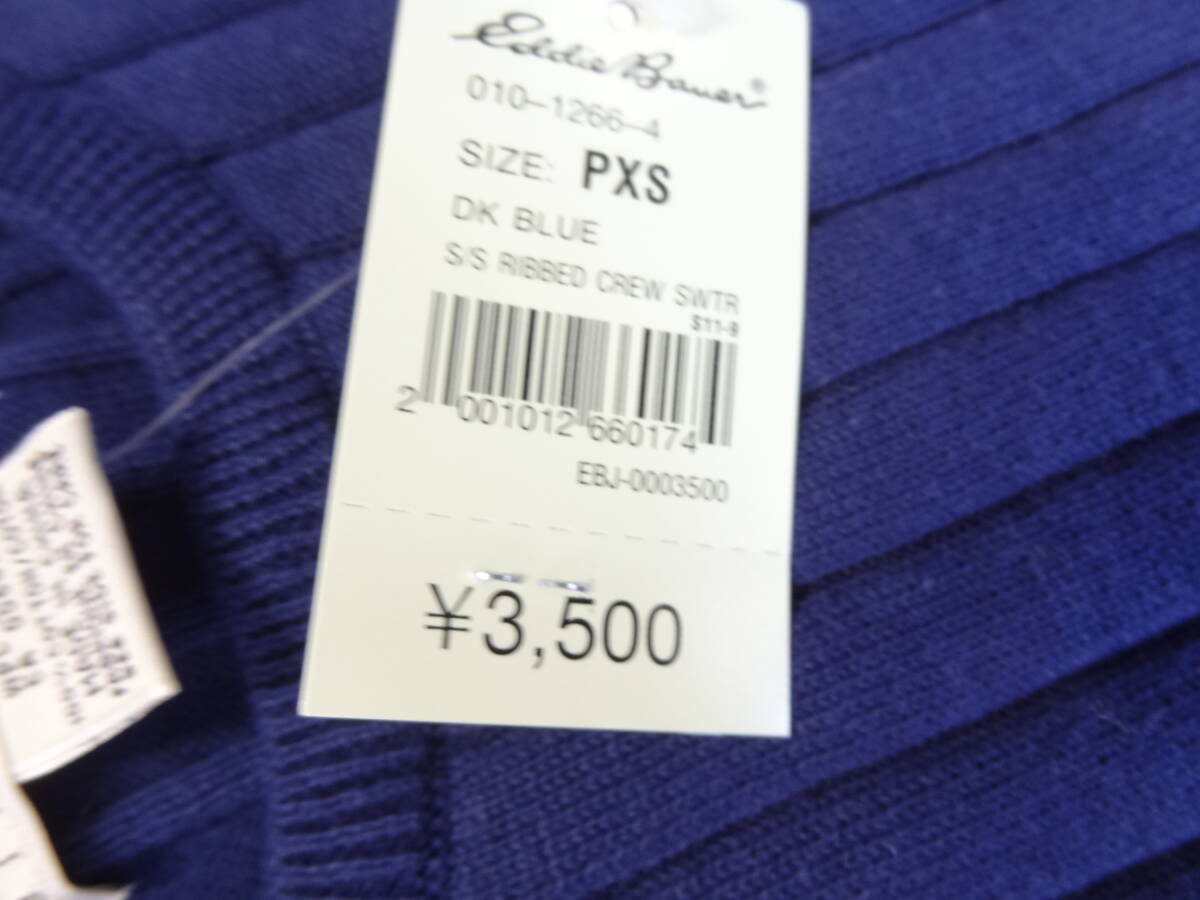 Eddie Bauer®
010-1266-4
SIZE: PXS
DK BLUE
S/S RIBBED CREW SWTR
S11-9
2 001012 660174
EBJ-0003500
¥3,500